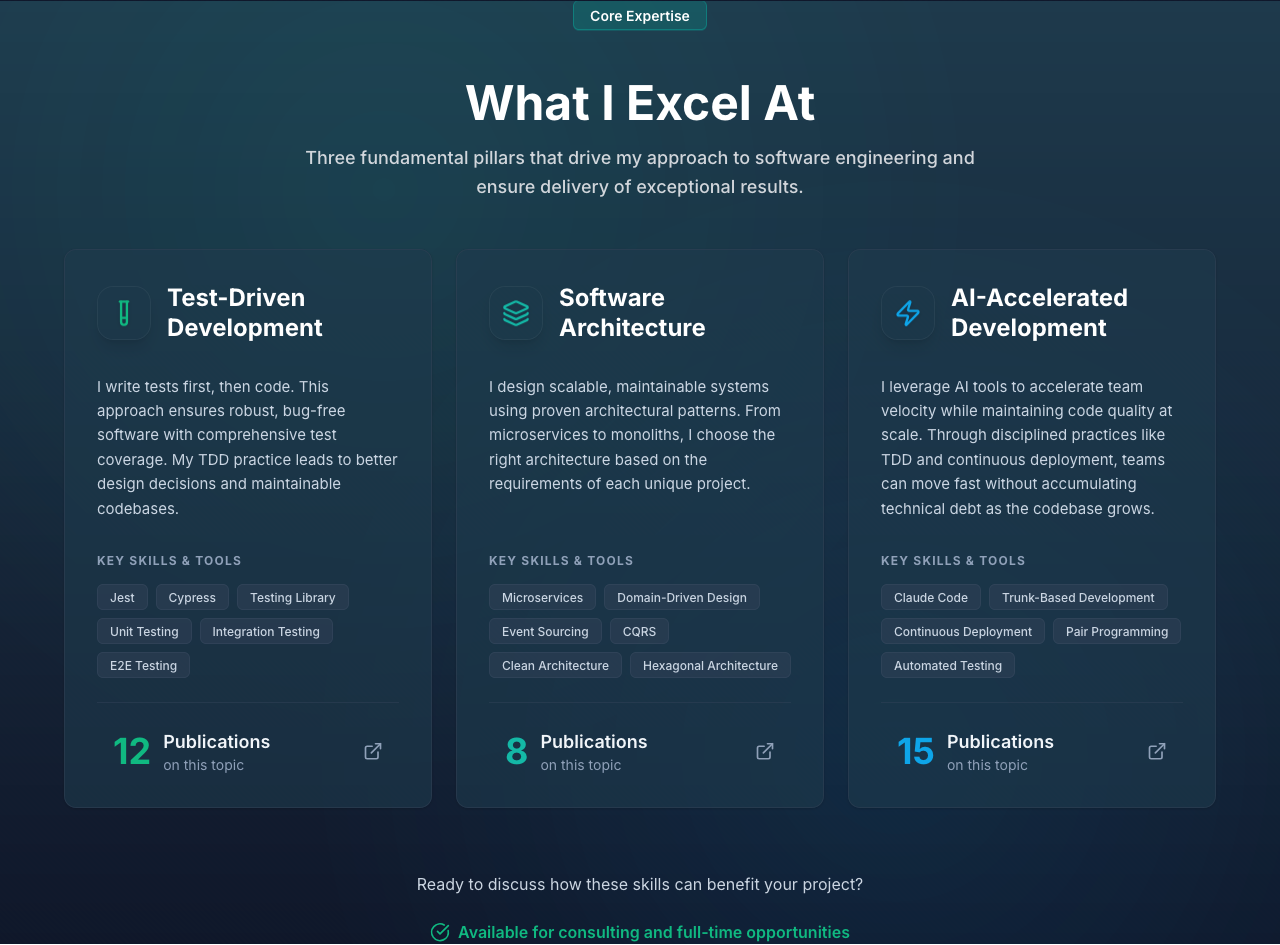 Core Expertise
What I Excel At
Three fundamental pillars that drive my approach to software engineering and
ensure delivery of exceptional results.
Test-Driven
Development
I write tests first, then code. This
approach ensures robust, bug-free
software with comprehensive test
coverage. My TDD practice leads to better
design decisions and maintainable
codebases.
KEY SKILLS & TOOLS
Jest
Cypress
Testing Library
Unit Testing
Integration Testing
E2E Testing
12
Publications
on this topic
Software
Architecture
I design scalable, maintainable systems
using proven architectural patterns. From
microservices to monoliths, I choose the
right architecture based on the
requirements of each unique project.
KEY SKILLS & TOOLS
Microservices
Domain-Driven Design
Event Sourcing
CQRS
Clean Architecture
Hexagonal Architecture
8
Publications
on this topic
AI-Accelerated
Development
I leverage AI tools to accelerate team
velocity while maintaining code quality at
scale. Through disciplined practices like
TDD and continuous deployment, teams
can move fast without accumulating
technical debt as the codebase grows.
KEY SKILLS & TOOLS
Claude Code
Trunk-Based Development
Continuous Deployment
Pair Programming
Automated Testing
15
Publications
on this topic
Ready to discuss how these skills can benefit your project?
Available for consulting and full-time opportunities